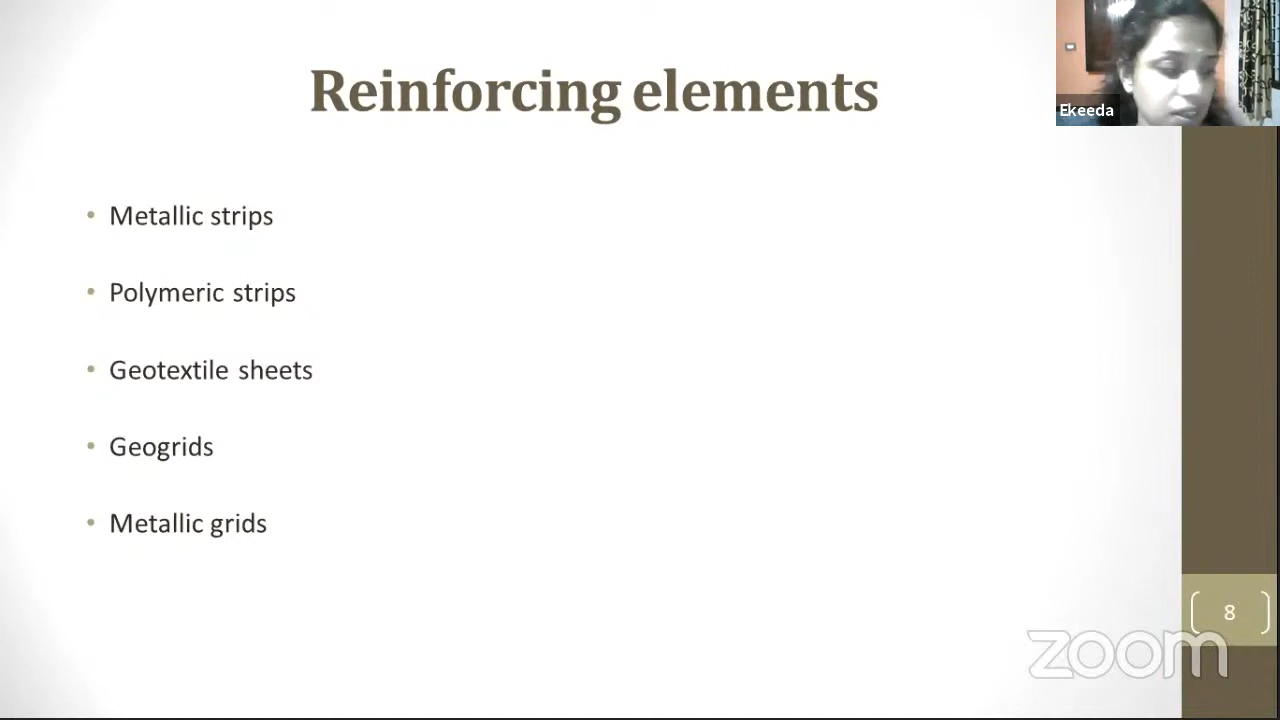 Reinforcing elements
Ekeeda
• Metallic strips
• Polymeric strips
• Geotextile sheets
• Geogrids
• Metallic grids
8
zoom